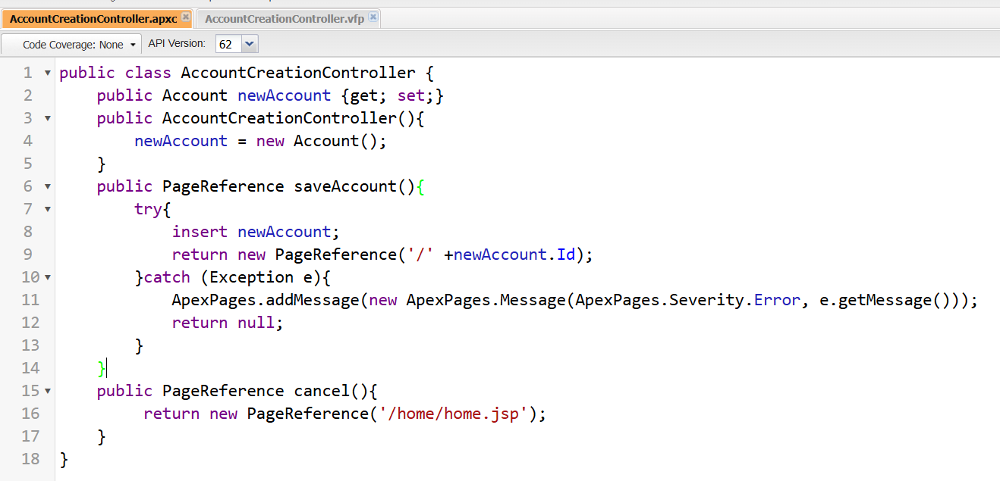 AccountCreationController.apxc AccountCreationController.vfp
Code Coverage: None API Version: 62
1 public class AccountCreationController {
2     public Account newAccount {get; set;}
3     public AccountCreationController(){
4         newAccount = new Account();
5     }
6     public PageReference saveAccount(){
7         try{
8             insert newAccount;
9             return new PageReference('/' +newAccount.Id);
10         }catch (Exception e){
11             ApexPages.addMessage(new ApexPages.Message(ApexPages.Severity.Error, e.getMessage()));
12             return null;
13         }
14     }
15     public PageReference cancel(){
16          return new PageReference('/home/home.jsp');
17     }
18 }